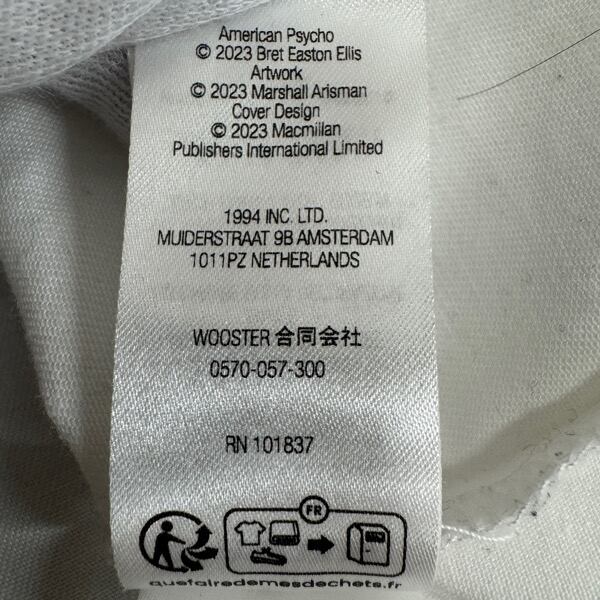 American Psycho
© 2023 Bret Easton Ellis
Artwork
© 2023 Marshall Arisman
Cover Design
© 2023 Macmillan
Publishers International Limited
1994 INC. LTD.
MUIDERSTRAAT 9B AMSTERDAM
1011PZ NETHERLANDS
WOOSTER 合同会社
0570-057-300
RN 101837
FR
quefairedemesdechets.fr